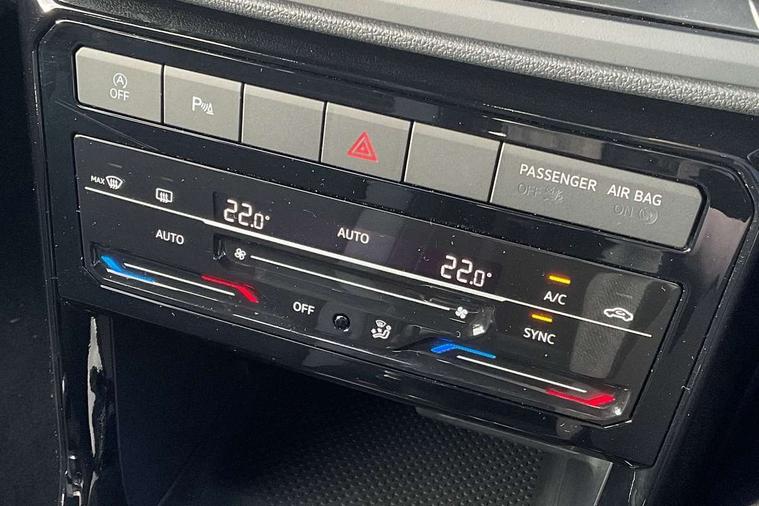 A
OFF
P
PASSENGER AIR BAG
OFF ON
MAX
22.0°
AUTO
AUTO
22.0°
A/C
OFF
SYNC